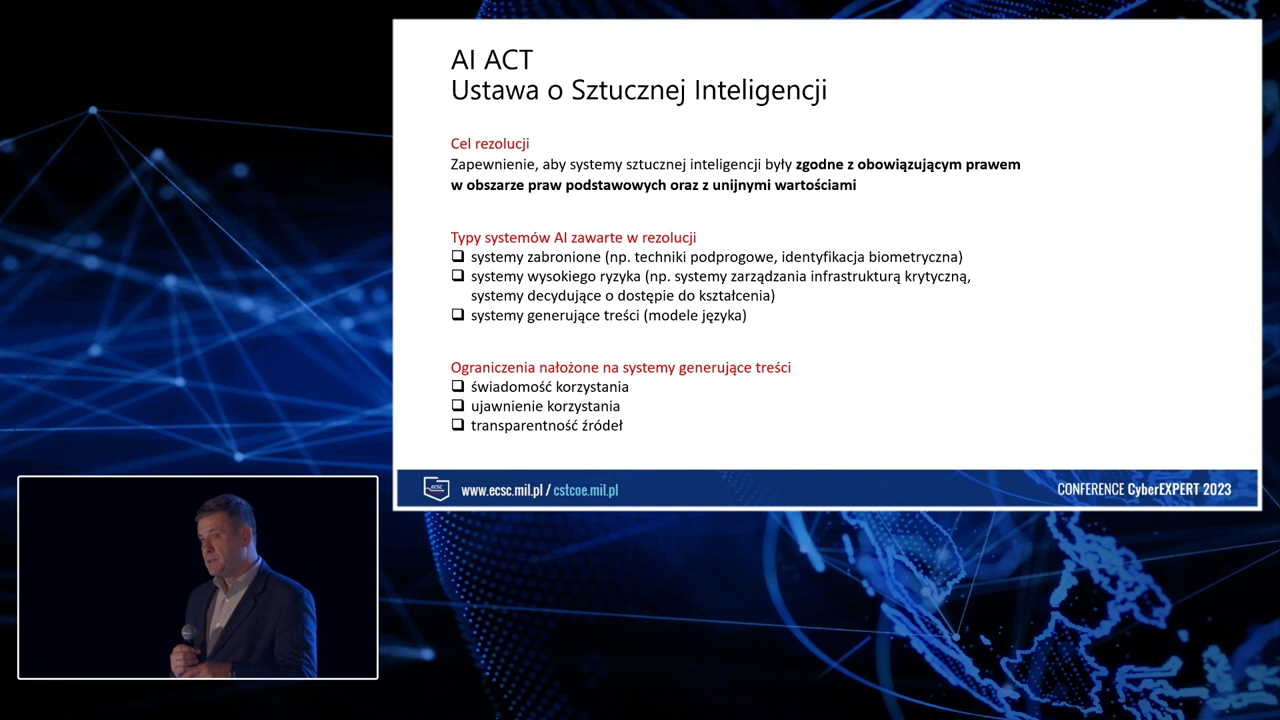 AI ACT
Ustawa o Sztucznej Inteligencji
Cel rezolucji
Zapewnienie, aby systemy sztucznej inteligencji były zgodne z obowiązującym prawem
w obszarze praw podstawowych oraz z unijnymi wartościami
Typy systemów AI zawarte w rezolucji
systemy zabronione (np. techniki podprogowe, identyfikacja biometryczna)
systemy wysokiego ryzyka (np. systemy zarządzania infrastrukturą krytyczną,
systemy decydujące o dostępie do kształcenia)
systemy generujące treści (modele języka)
Ograniczenia nałożone na systemy generujące treści
świadomość korzystania
ujawnienie korzystania
transparentność źródeł
ecsc
www.ecsc.mil.pl / cstcoe.mil.pl
CONFERENCE CyberEXPERT 2023